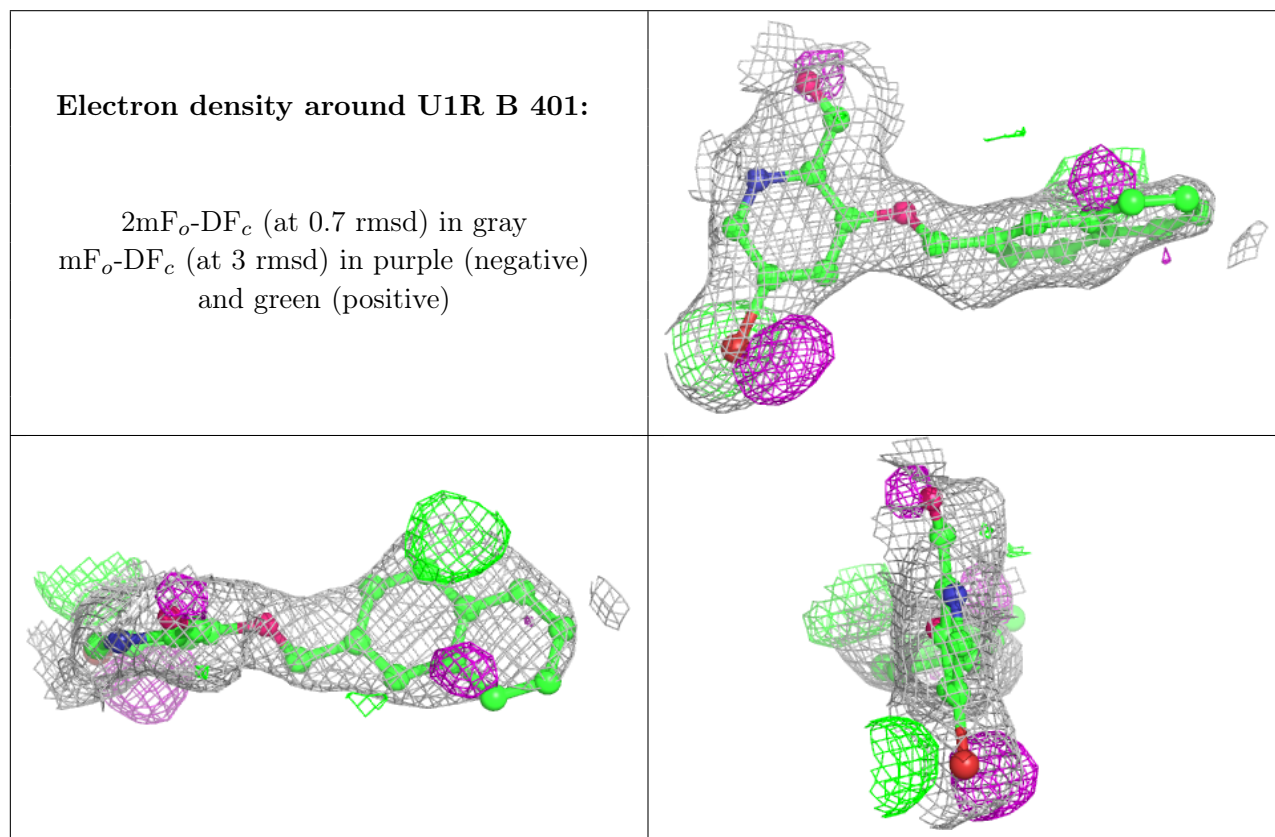 Electron density around U1R B 401:
2mFo-DFc (at 0.7 rmsd) in gray
mFo-DFc (at 3 rmsd) in purple (negative)
and green (positive)